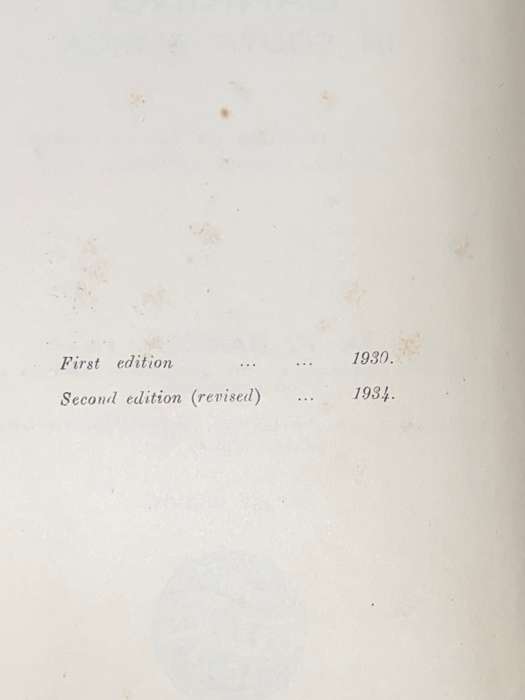 First edition ... ... 1930.
Second edition (revised) ... 1934.